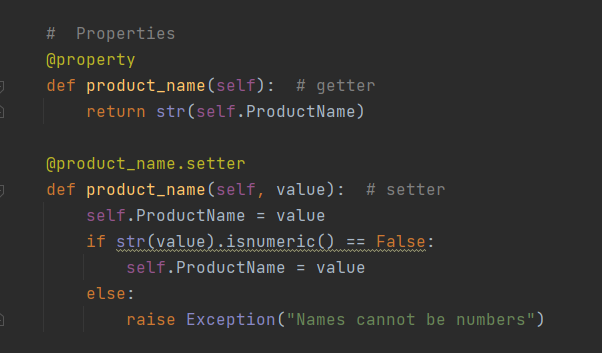 #  Properties
@property
def product_name(self):  # getter
    return str(self.ProductName)

@product_name.setter
def product_name(self, value):  # setter
    self.ProductName = value
    if str(value).isnumeric() == False:
        self.ProductName = value
    else:
        raise Exception("Names cannot be numbers")